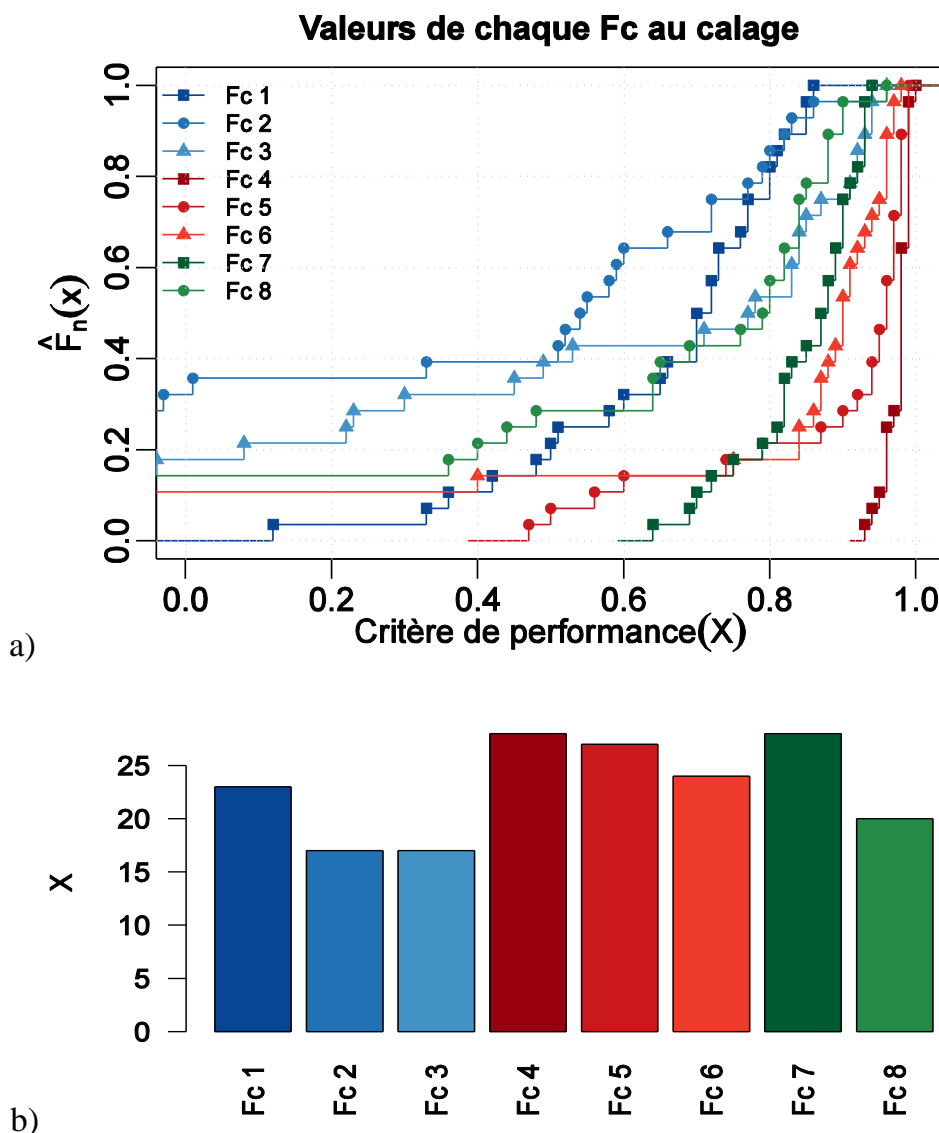 Valeurs de chaque Fc au calage
F̂n(x)
1.0
0.8
0.6
0.4
0.2
0.0
Fc 1
Fc 2
Fc 3
Fc 4
Fc 5
Fc 6
Fc 7
Fc 8
0.0 0.2 0.4 0.6 0.8 1.0
Critère de performance(X)
a)
X
25
20
15
10
5
0
Fc 1 Fc 2 Fc 3 Fc 4 Fc 5 Fc 6 Fc 7 Fc 8
b)